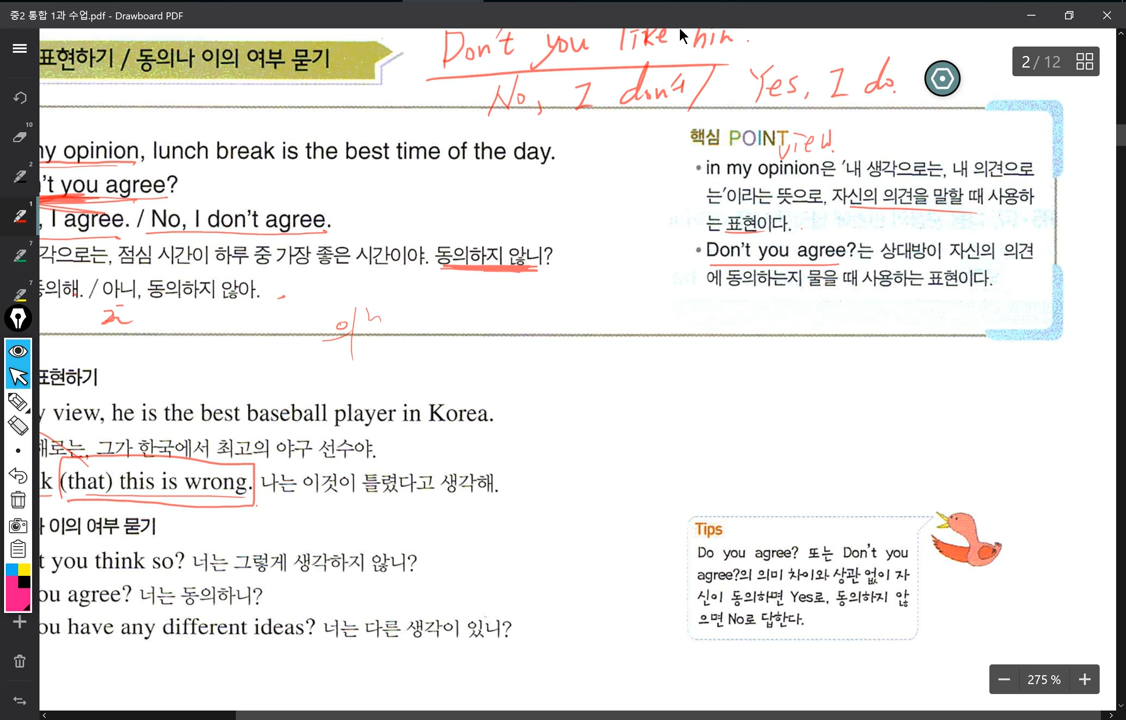 중2 통합 1과 수업.pdf - Drawboard PDF
표현하기 / 동의나 이의 여부 묻기
Don't you like him.
No, I don't / Yes, I do.
2 / 12
my opinion, lunch break is the best time of the day.
n't you agree?
, I agree. / No, I don't agree.
각으로는, 점심 시간이 하루 중 가장 좋은 시간이야. 동의하지 않니?
동의해. / 아니, 동의하지 않아.
핵심 POINT
view
• in my opinion은 '내 생각으로는, 내 의견으로
는'이라는 뜻으로, 자신의 의견을 말할 때 사용하
는 표현이다.
• Don't you agree?는 상대방이 자신의 의견
에 동의하는지 물을 때 사용하는 표현이다.
표현하기
y view, he is the best baseball player in Korea.
해로는, 그가 한국에서 최고의 야구 선수야.
k (that) this is wrong. 나는 이것이 틀렸다고 생각해.
이의 여부 묻기
t you think so? 너는 그렇게 생각하지 않니?
ou agree? 너는 동의하니?
ou have any different ideas? 너는 다른 생각이 있니?
Tips
Do you agree? 또는 Don't you
agree?의 의미 차이와 상관 없이 자
신이 동의하면 Yes로, 동의하지 않
으면 No로 답한다.
275 %
10
2
1
7
7